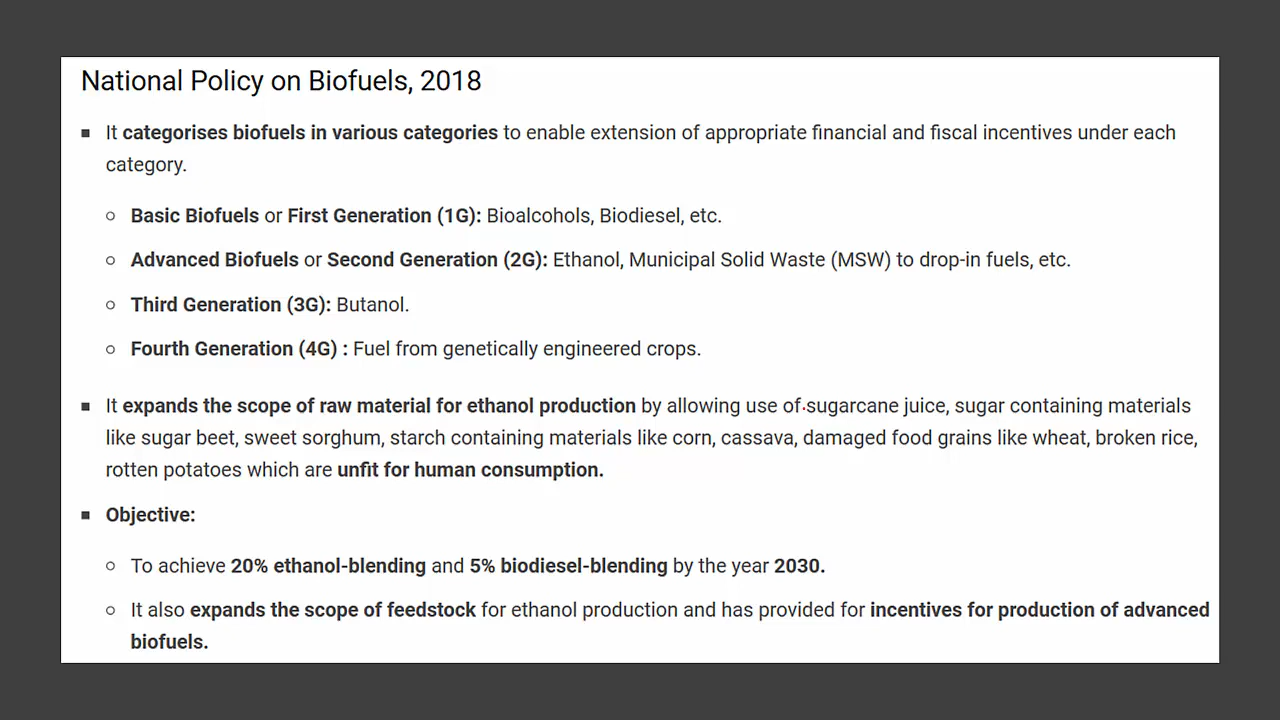 National Policy on Biofuels, 2018
■ It categorises biofuels in various categories to enable extension of appropriate financial and fiscal incentives under each
category.
○ Basic Biofuels or First Generation (1G): Bioalcohols, Biodiesel, etc.
○ Advanced Biofuels or Second Generation (2G): Ethanol, Municipal Solid Waste (MSW) to drop-in fuels, etc.
○ Third Generation (3G): Butanol.
○ Fourth Generation (4G) : Fuel from genetically engineered crops.
■ It expands the scope of raw material for ethanol production by allowing use of sugarcane juice, sugar containing materials
like sugar beet, sweet sorghum, starch containing materials like corn, cassava, damaged food grains like wheat, broken rice,
rotten potatoes which are unfit for human consumption.
■ Objective:
○ To achieve 20% ethanol-blending and 5% biodiesel-blending by the year 2030.
○ It also expands the scope of feedstock for ethanol production and has provided for incentives for production of advanced
biofuels.